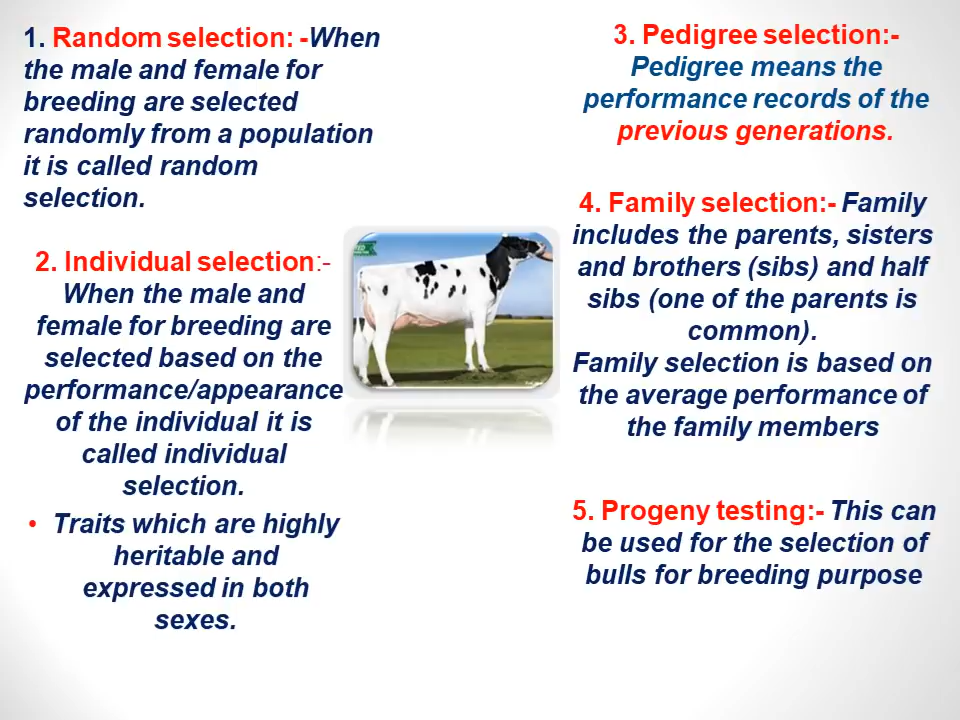 1. Random selection: -When
the male and female for
breeding are selected
randomly from a population
it is called random
selection.
2. Individual selection:-
When the male and
female for breeding are
selected based on the
performance/appearance
of the individual it is
called individual
selection.
• Traits which are highly
heritable and
expressed in both
sexes.
3. Pedigree selection:-
Pedigree means the
performance records of the
previous generations.
4. Family selection:- Family
includes the parents, sisters
and brothers (sibs) and half
sibs (one of the parents is
common).
Family selection is based on
the average performance of
the family members
5. Progeny testing:- This can
be used for the selection of
bulls for breeding purpose